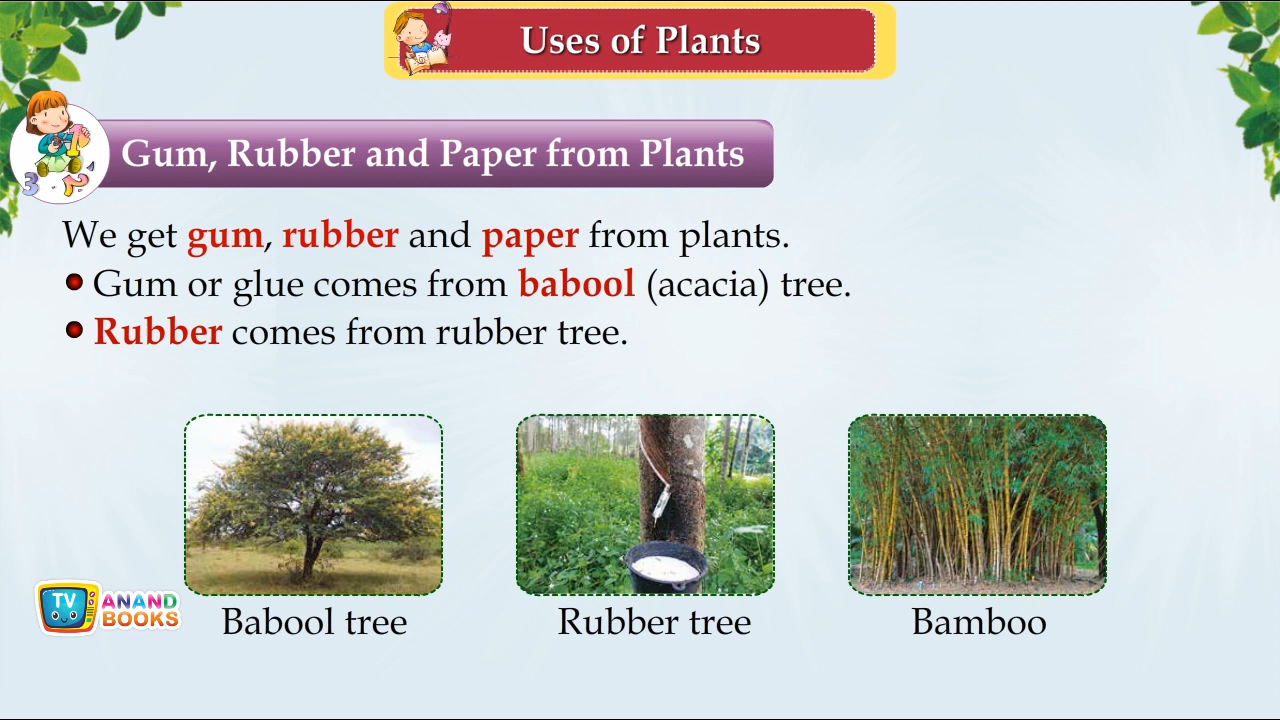 Uses of Plants
Gum, Rubber and Paper from Plants
We get gum, rubber and paper from plants.
Gum or glue comes from babool (acacia) tree.
Rubber comes from rubber tree.
Babool tree
Rubber tree
Bamboo
TV
ANAND
BOOKS